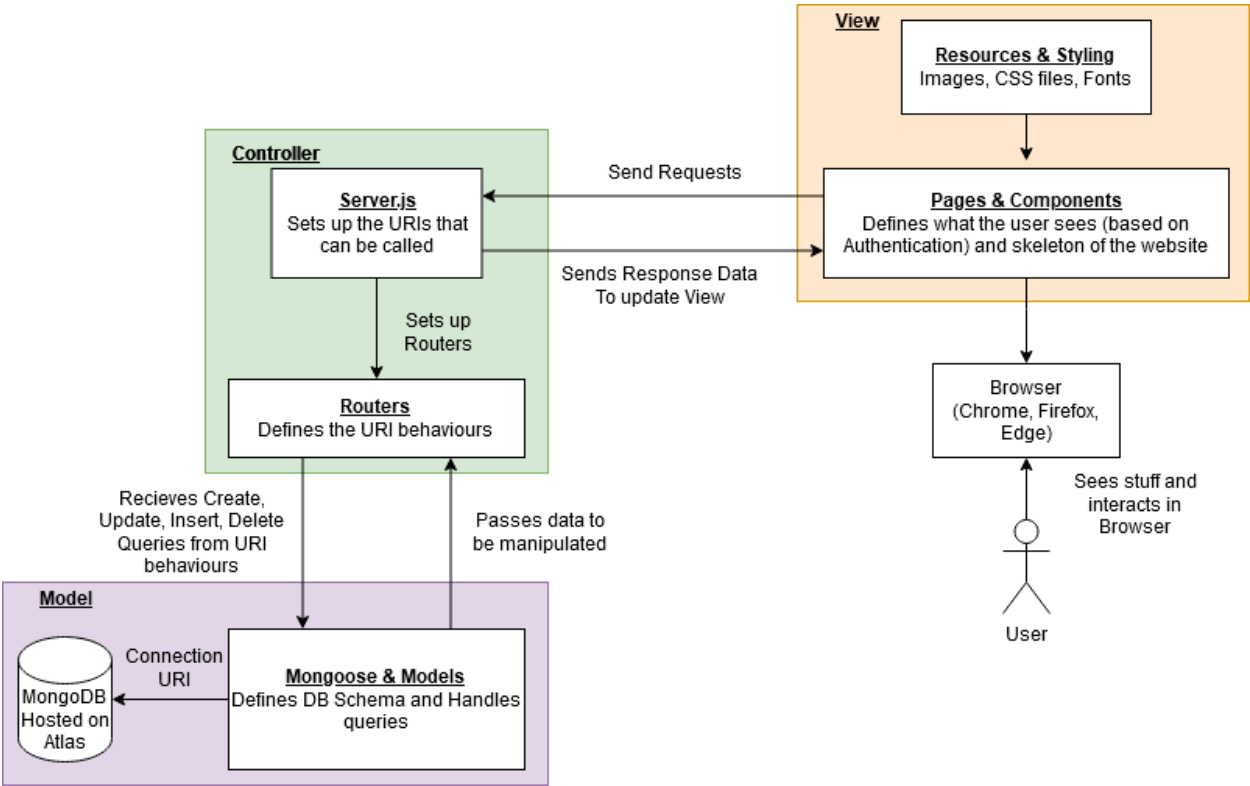 View
Resources & Styling
Images, CSS files, Fonts
Controller
Server.js
Sets up the URIs that
can be called
Send Requests
Pages & Components
Defines what the user sees (based on
Authentication) and skeleton of the website
Sends Response Data
To update View
Sets up
Routers
Routers
Defines the URI behaviours
Browser
(Chrome, Firefox,
Edge)
Sees stuff and
interacts in
Browser
User
Recieves Create,
Update, Insert, Delete
Queries from URI
behaviours
Passes data to
be manipulated
Model
Connection
URI
MongoDB
Hosted on
Atlas
Mongoose & Models
Defines DB Schema and Handles
queries